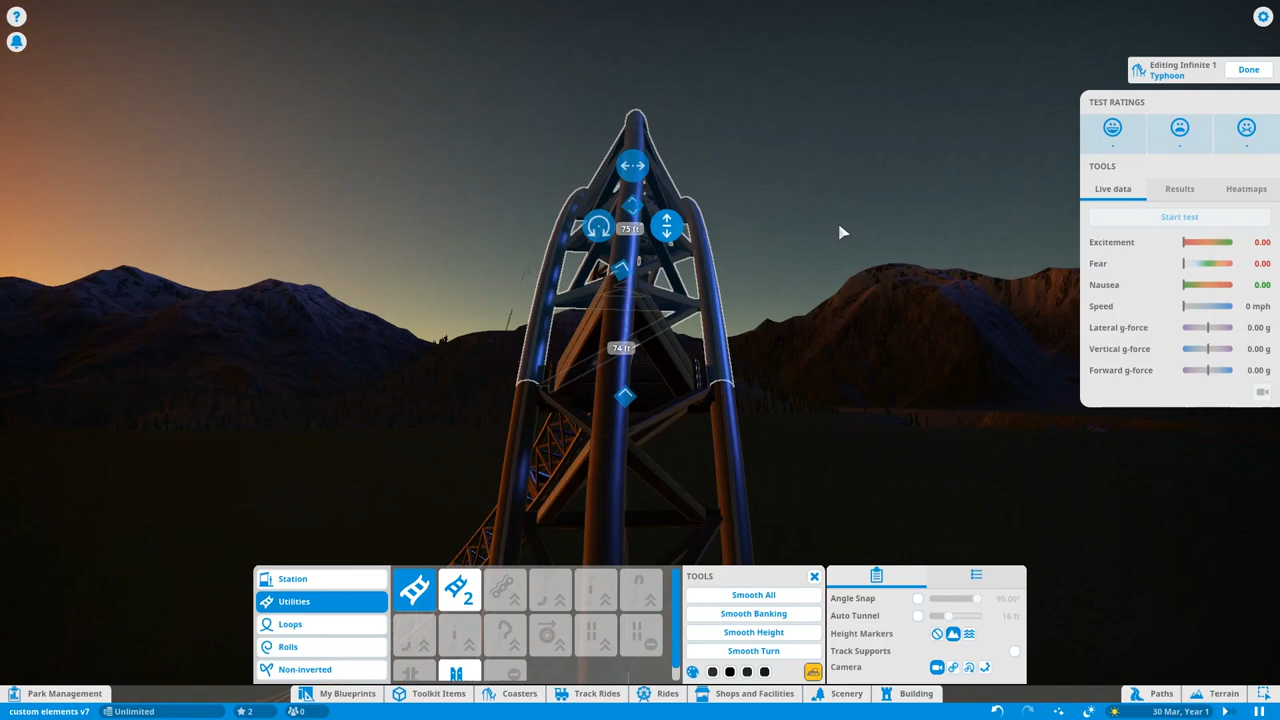 ?
Editing Infinite 1
Typhoon
Done
TEST RATINGS
- - -
TOOLS
Live data Results Heatmaps
Start test
Excitement 0.00
Fear 0.00
Nausea 0.00
Speed 0 mph
Lateral g-force 0.00 g
Vertical g-force 0.00 g
Forward g-force 0.00 g
75 ft
74 ft
Station
Utilities
Loops
Rolls
Non-inverted
2
TOOLS
Smooth All
Smooth Banking
Smooth Height
Smooth Turn
Angle Snap 90.00°
Auto Tunnel 16 ft
Height Markers
Track Supports
Camera
Park Management My Blueprints Toolkit Items Coasters Track Rides Rides Shops and Facilities Scenery Building Paths Terrain
custom elements v7 Unlimited 2 0 30 Mar, Year 1